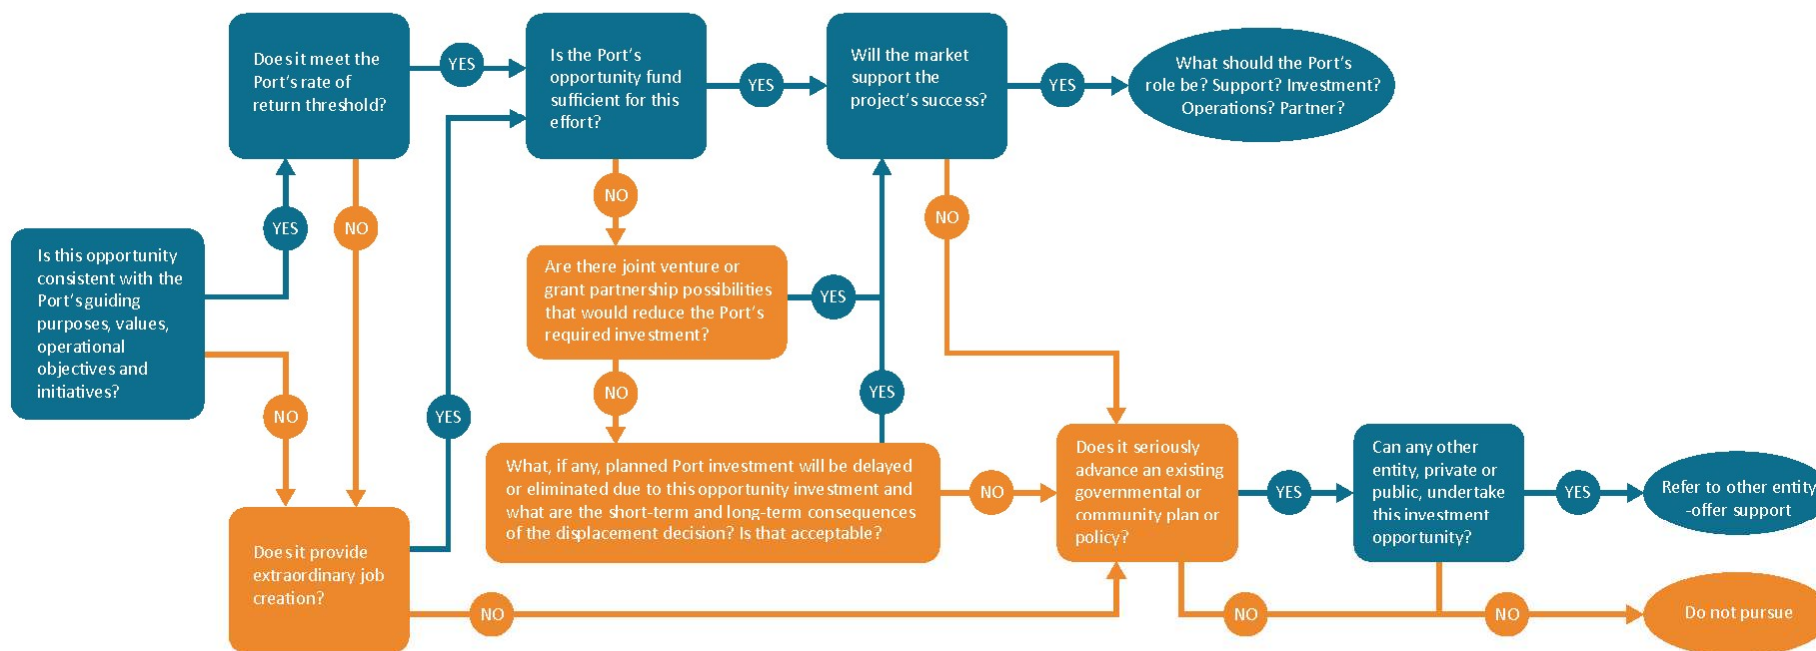 Does it meet the
Port's rate of
return threshold?
YES
Is the Port's
opportunity fund
sufficient for this
effort?
YES
Will the market
support the
project's success?
YES
What should the Port's
role be? Support? Investment?
Operations? Partner?
YES
NO
NO
NO
Is this opportunity
consistent with the
Port's guiding
purposes, values,
operational
objectives and
initiatives?
Are there joint venture or
grant partnership possibilities
that would reduce the Port's
required investment?
YES
NO
YES
NO
YES
What, if any, planned Port investment will be delayed
or eliminated due to this opportunity investment and
what are the short-term and long-term consequences
of the displacement decision? Is that acceptable?
NO
Does it seriously
advance an existing
governmental or
community plan or
policy?
YES
Can any other
entity, private or
public, undertake
this investment
opportunity?
YES
Refer to other entity
-offer support
Does it provide
extraordinary job
creation?
NO
NO
NO
Do not pursue